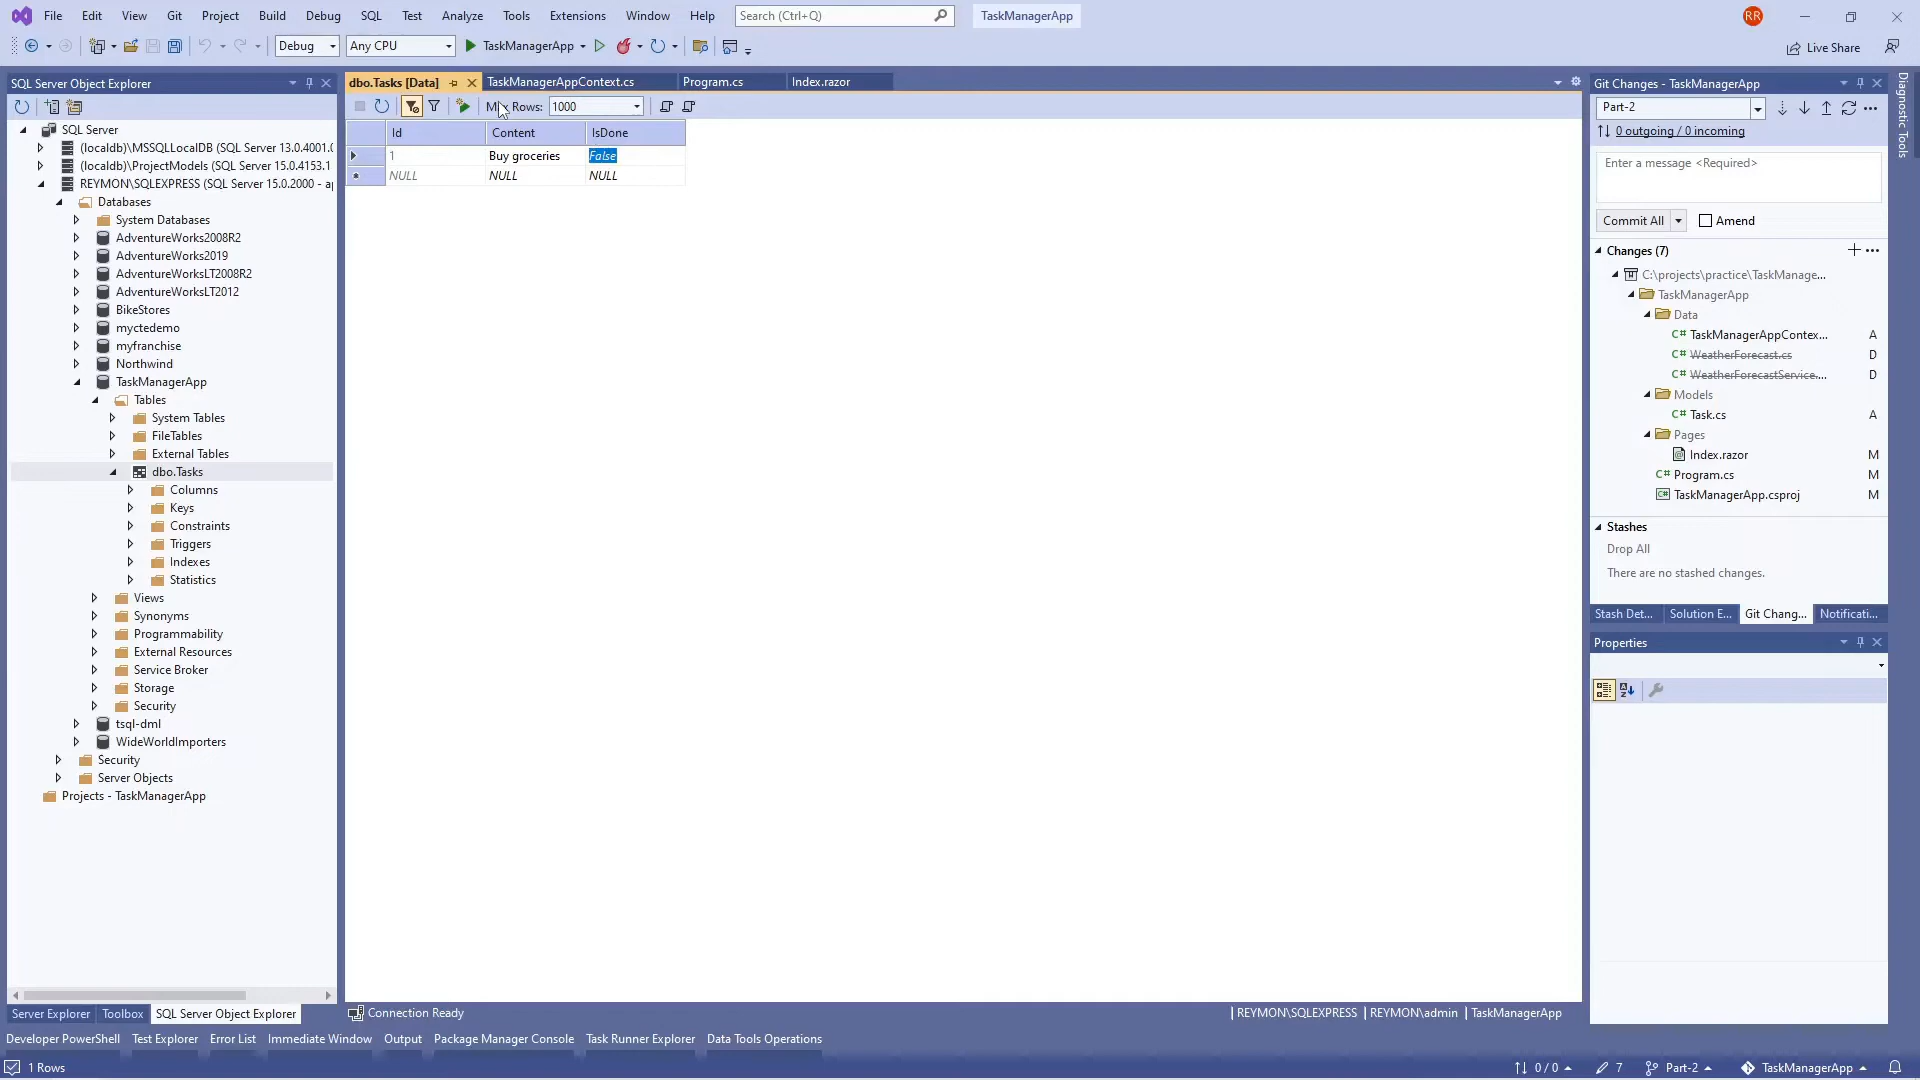 File Edit View Git Project Build Debug SQL Test Analyze Tools Extensions Window Help Search (Ctrl+Q) TaskManagerApp RR
Debug Any CPU TaskManagerApp Live Share
SQL Server Object Explorer
SQL Server
(localdb)\MSSQLLocalDB (SQL Server 13.0.4001.0
(localdb)\ProjectModels (SQL Server 15.0.4153.1
REYMON\SQLEXPRESS (SQL Server 15.0.2000 - ap
Databases
System Databases
AdventureWorks2008R2
AdventureWorks2019
AdventureWorksLT2008R2
AdventureWorksLT2012
BikeStores
myctedemo
myfranchise
Northwind
TaskManagerApp
Tables
System Tables
FileTables
External Tables
dbo.Tasks
Columns
Keys
Constraints
Triggers
Indexes
Statistics
Views
Synonyms
Programmability
External Resources
Service Broker
Storage
Security
tsql-dml
WideWorldImporters
Security
Server Objects
Projects - TaskManagerApp
Server Explorer Toolbox SQL Server Object Explorer
dbo.Tasks [Data] TaskManagerAppContext.cs Program.cs Index.razor
Rows: 1000
Id Content IsDone
1 Buy groceries False
NULL NULL NULL
Connection Ready REYMON\SQLEXPRESS REYMON\admin TaskManagerApp
Git Changes - TaskManagerApp
Part-2
0 outgoing / 0 incoming
Enter a message <Required>
Commit All Amend
Changes (7)
C:\projects\practice\TaskManage...
TaskManagerApp
Data
TaskManagerAppContex... A
WeatherForecast.cs D
WeatherForecastService.... D
Models
Task.cs A
Pages
Index.razor M
Program.cs M
TaskManagerApp.csproj M
Stashes
Drop All
There are no stashed changes.
Stash Det... Solution E... Git Chang... Notificati...
Properties
Diagnostic Tools
Developer PowerShell Test Explorer Error List Immediate Window Output Package Manager Console Task Runner Explorer Data Tools Operations
1 Rows 0 / 0 7 Part-2 TaskManagerApp